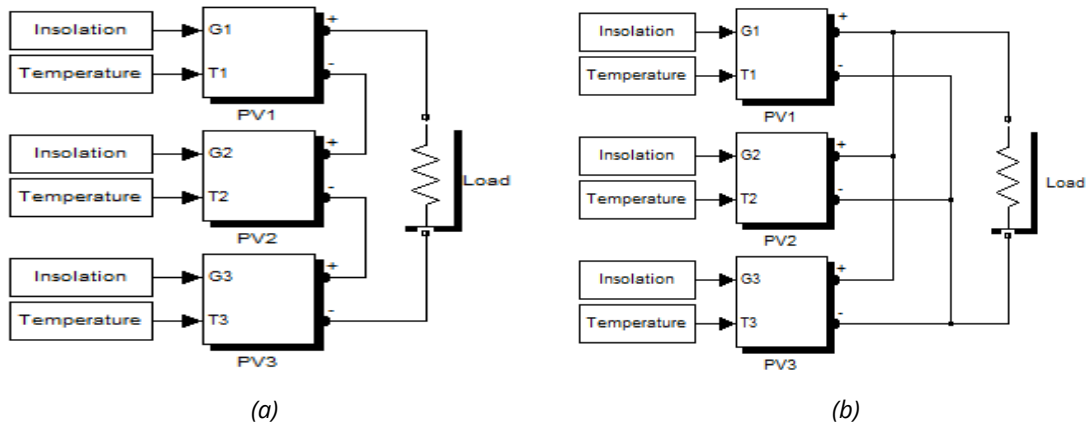 Insolation
G1
+
Temperature
T1
-
PV1
Insolation
G2
+
Temperature
T2
-
PV2
Load
Insolation
G3
+
Temperature
T3
-
PV3
(a)
Insolation
G1
+
Temperature
T1
-
PV1
Insolation
G2
+
Temperature
T2
-
PV2
Load
Insolation
G3
+
Temperature
T3
-
PV3
(b)